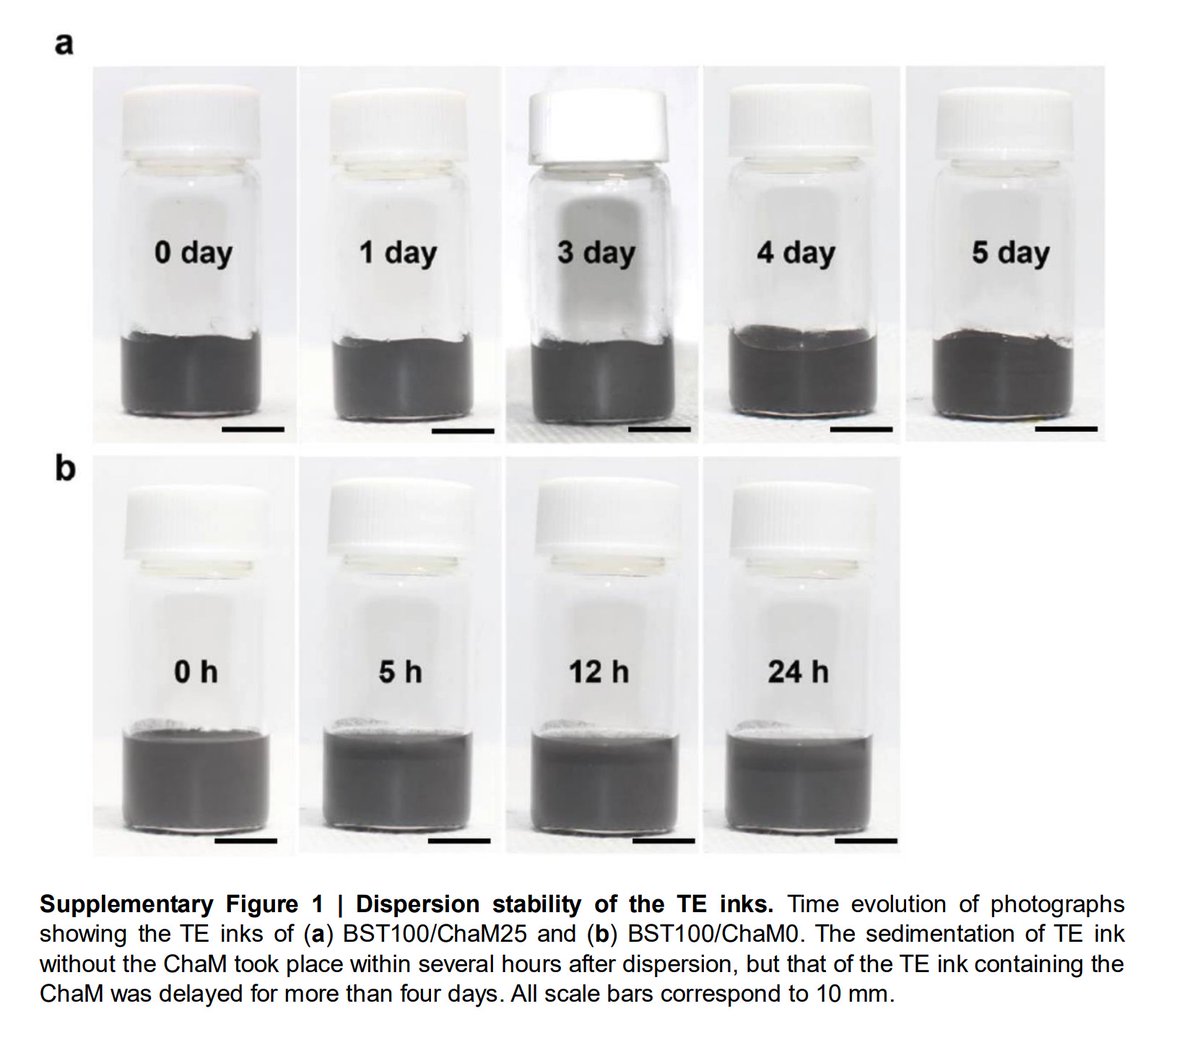 a
0 day
1 day
3 day
4 day
5 day
b
0 h
5 h
12 h
24 h
Supplementary Figure 1 | Dispersion stability of the TE inks. Time evolution of photographs
showing the TE inks of (a) BST100/ChaM25 and (b) BST100/ChaM0. The sedimentation of TE ink
without the ChaM took place within several hours after dispersion, but that of the TE ink containing the
ChaM was delayed for more than four days. All scale bars correspond to 10 mm.